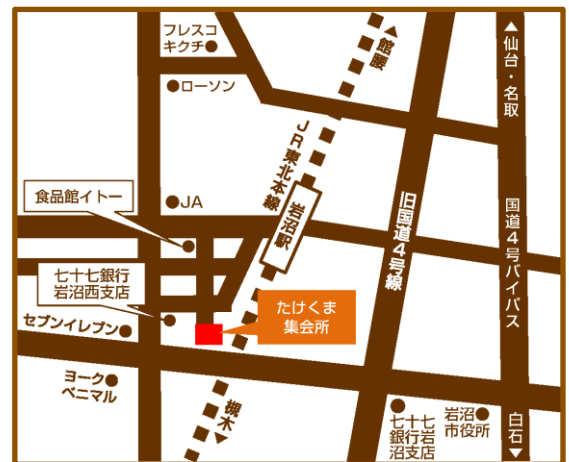 フレスコ
キクチ
▲館腰
▲仙台・名取
ローソン
JR東北本線
食品館イトー
JA
岩沼駅
旧国道4号線
国道4号バイパス
七十七銀行
岩沼西支店
たけくま
集会所
セブンイレブン
ヨーク
ベニマル
槻木▼
七十七
銀行岩
沼支店
岩沼
市役所
白石▼